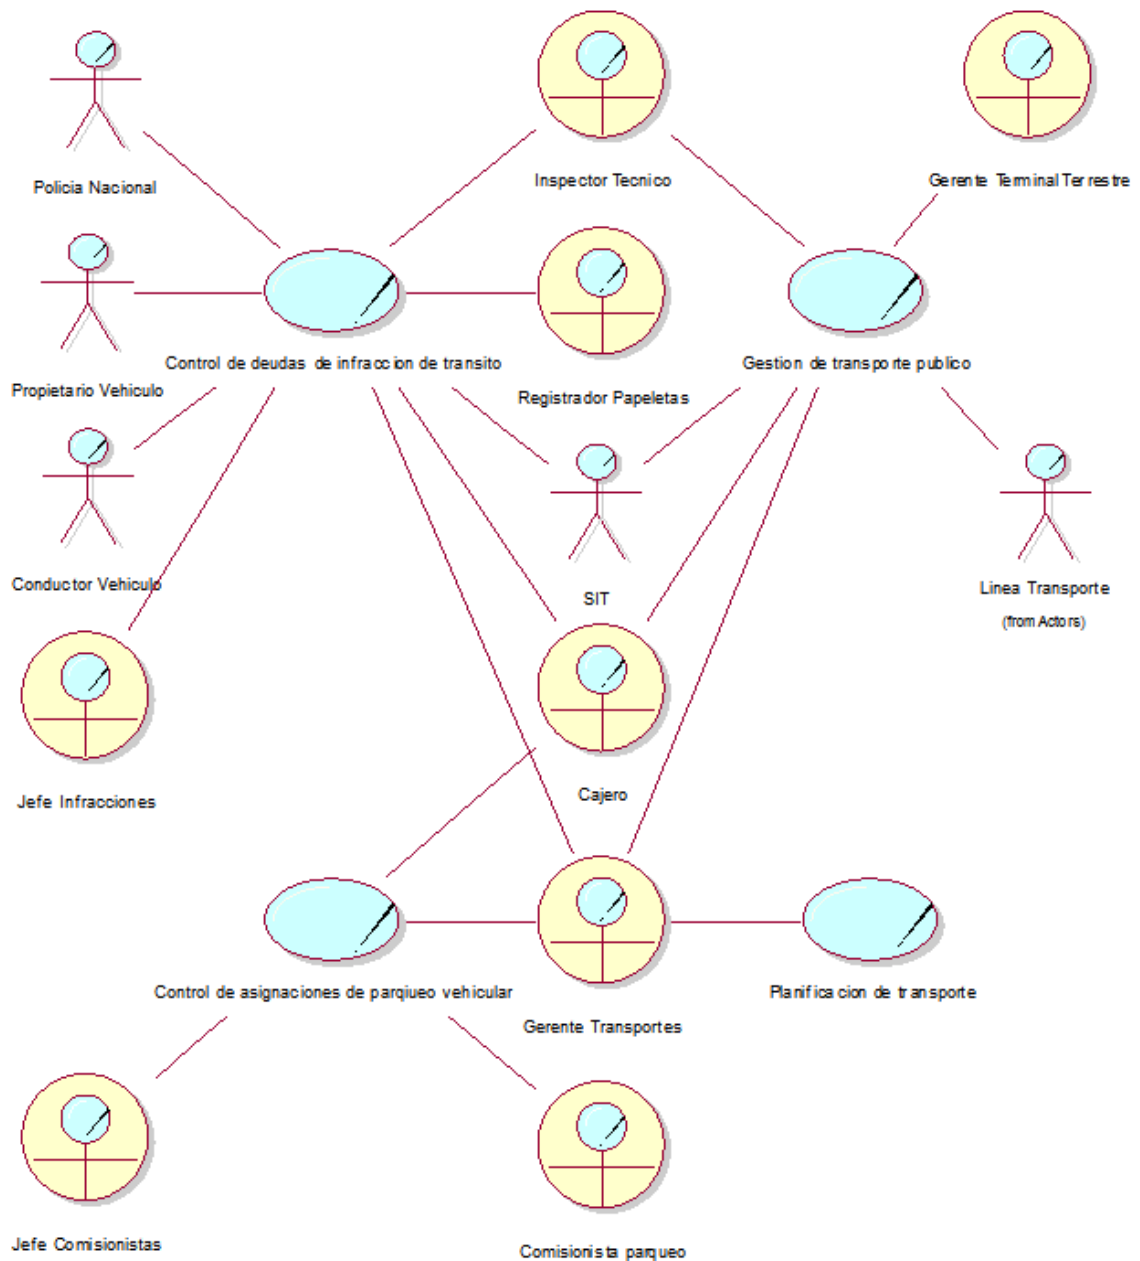 Policia Nacional
Inspector Tecnico
Gerente Terminal Terrestre
Propietario Vehiculo
Control de deudas de infraccion de transito
Registrador Papeletas
Gestion de transporte publico
Conductor Vehiculo
SIT
Linea Transporte
(from Actors)
Jefe Infracciones
Cajero
Control de asignaciones de parqiueo vehicular
Gerente Transportes
Planificacion de transporte
Jefe Comisionistas
Comisionista parqueo